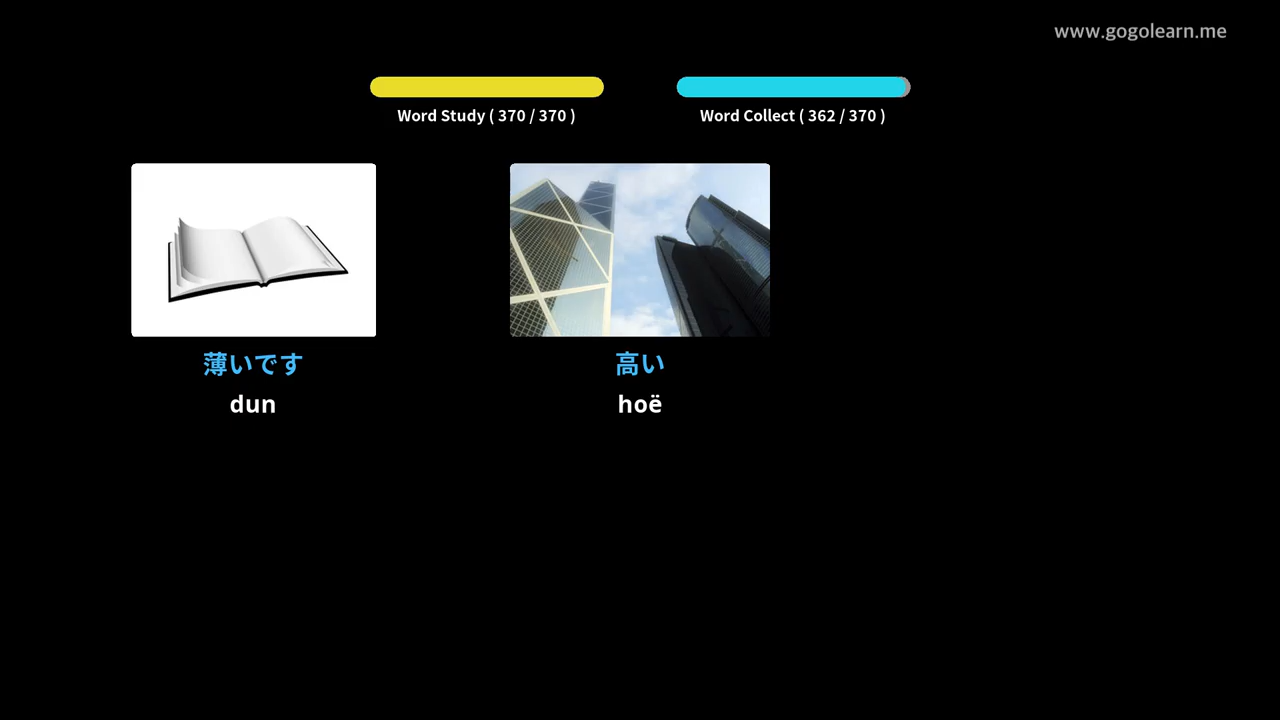 www.gogolearn.me
Word Study ( 370 / 370 )
Word Collect ( 362 / 370 )
薄いです
dun
高い
hoë